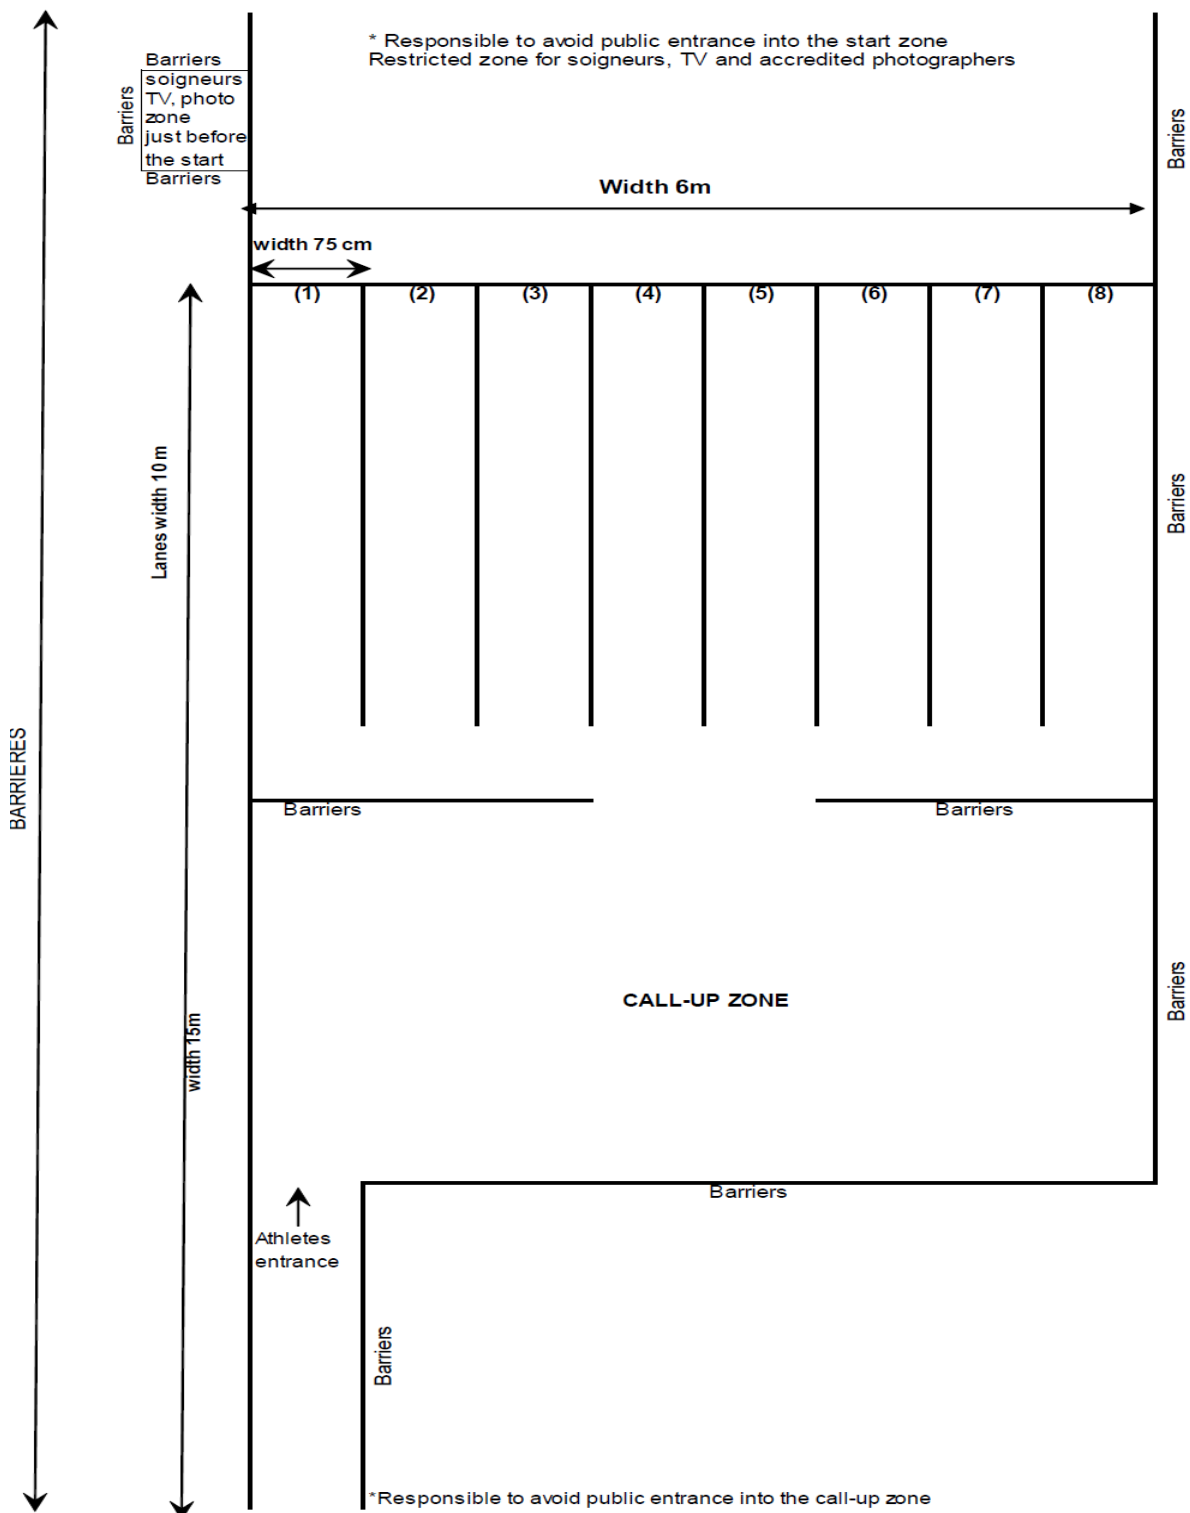 * Responsible to avoid public entrance into the start zone
Restricted zone for soigneurs, TV and accredited photographers
Barriers
soigneurs
TV, photo
zone
just before
the start
Barriers
Barriers
Barriers
Width 6m
width 75 cm
(1) (2) (3) (4) (5) (6) (7) (8)
Lanes width 10 m
Barriers
BARRIERES
Barriers
Barriers
CALL-UP ZONE
Barriers
width 15m
Barriers
Athletes
entrance
Barriers
*Responsible to avoid public entrance into the call-up zone